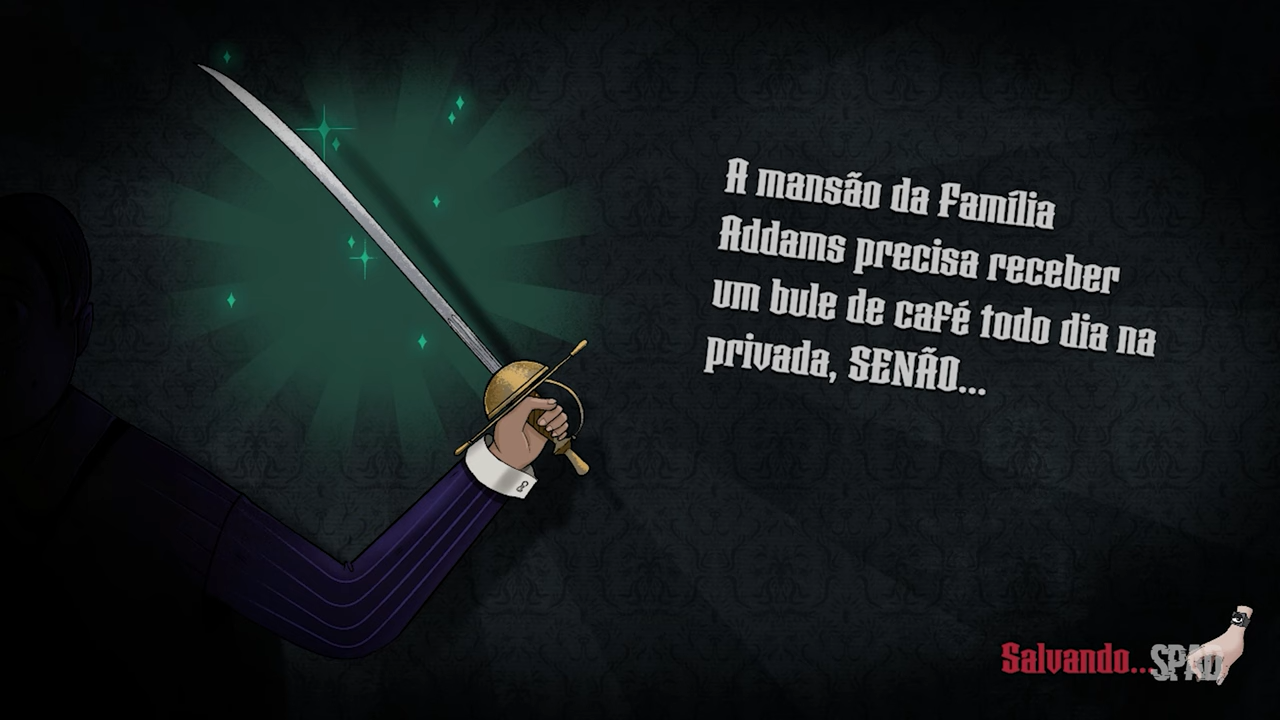 A mansão da Família
Addams precisa receber
um bule de café todo dia na
privada, SENÃO...
Salvando...